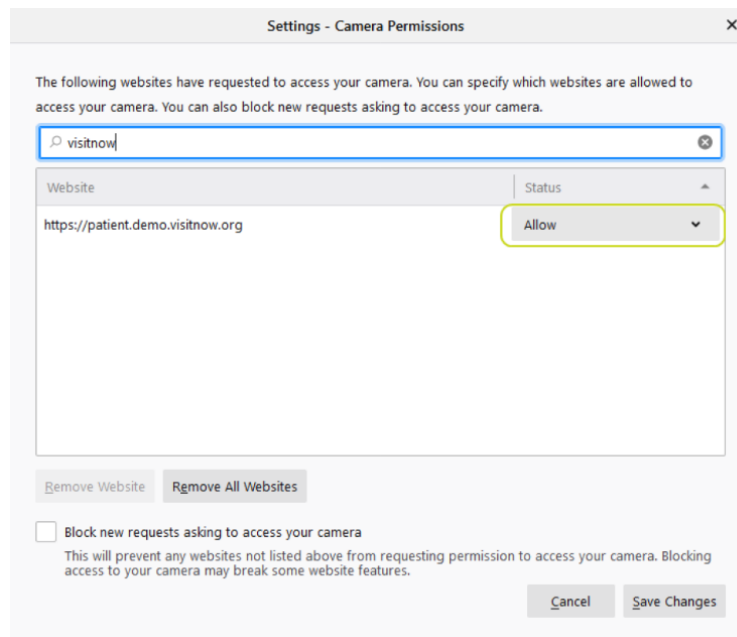 Settings - Camera Permissions
The following websites have requested to access your camera. You can specify which websites are allowed to
access your camera. You can also block new requests asking to access your camera.
visitnow
Website Status
https://patient.demo.visitnow.org Allow
Remove Website Remove All Websites
Block new requests asking to access your camera
This will prevent any websites not listed above from requesting permission to access your camera. Blocking
access to your camera may break some website features.
Cancel Save Changes